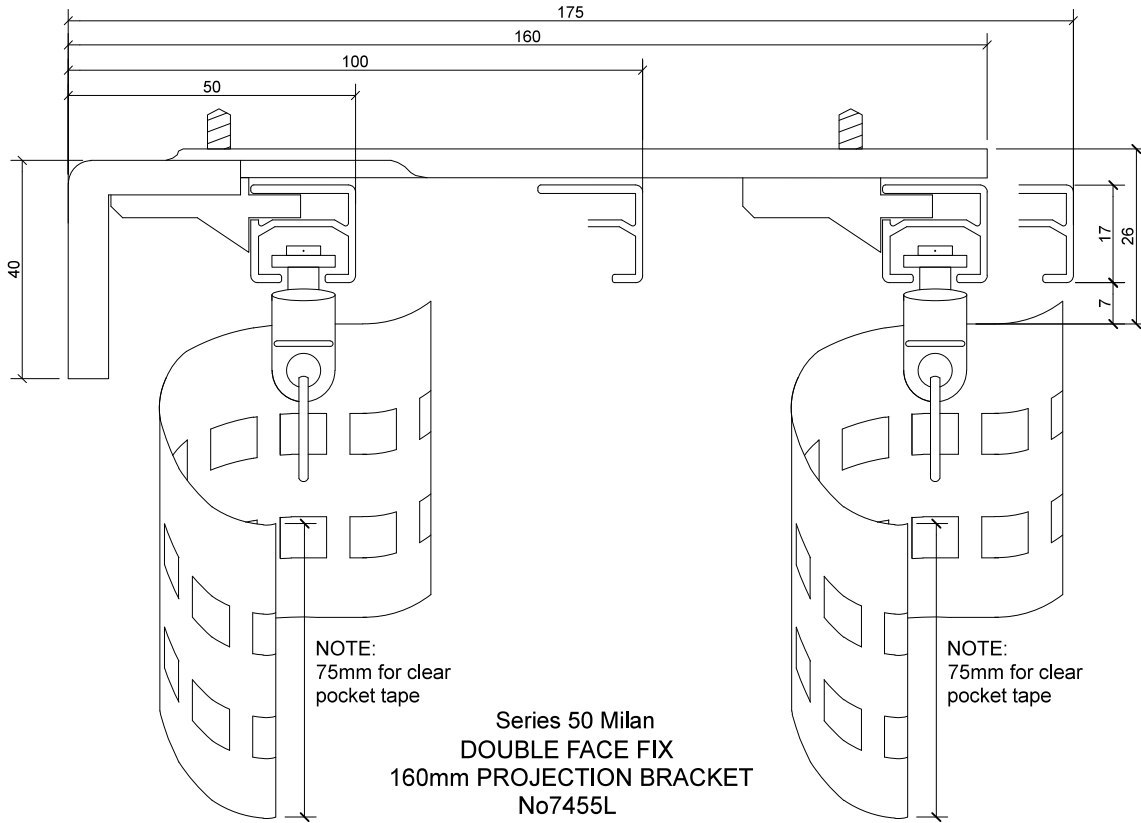 175
160
100
50
40
17
26
7
NOTE:
75mm for clear
pocket tape
NOTE:
75mm for clear
pocket tape
Series 50 Milan
DOUBLE FACE FIX
160mm PROJECTION BRACKET
No7455L